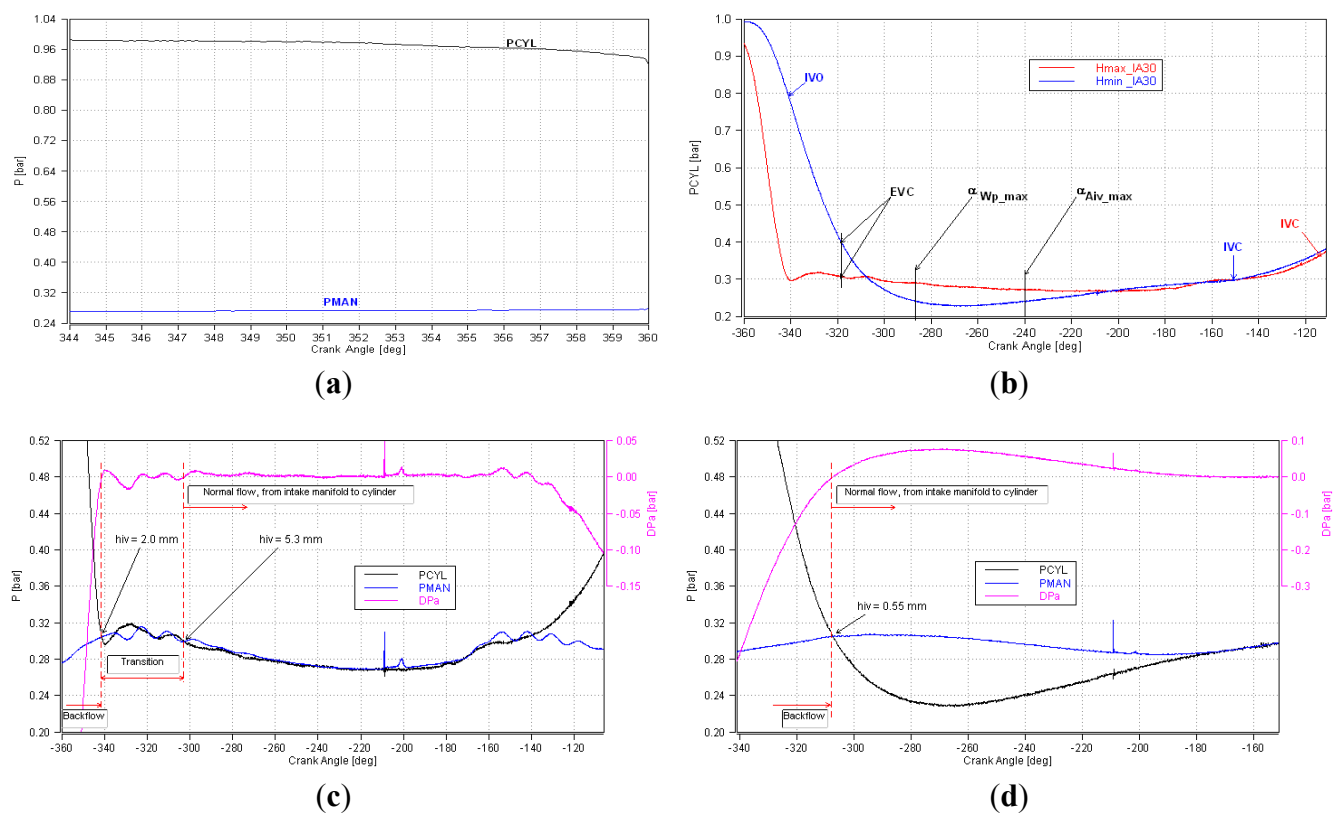 1.04
0.96
0.88
0.80
0.72
0.64
0.56
0.48
0.40
0.32
0.24
P [bar]
PCYL
PMAN
344 345 346 347 348 349 350 351 352 353 354 355 356 357 358 359 360
Crank Angle [deg]
(a)
1.0
0.9
0.8
0.7
0.6
0.5
0.4
0.3
0.2
PCYL [bar]
IVO
Hmax_IA30
Hmin _IA30
EVC
α Wp_max
α Aiv_max
IVC
IVC
-360 -340 -320 -300 -280 -260 -240 -220 -200 -180 -160 -140 -120
Crank Angle [deg]
(b)
0.52
0.48
0.44
0.40
0.36
0.32
0.28
0.24
0.20
P [bar]
0.05
0.00
-0.05
-0.10
-0.15
DPa [bar]
Normal flow, from intake manifold to cylinder
hiv = 2.0 mm
hiv = 5.3 mm
PCYL
PMAN
DPa
Transition
Backflow
-360 -340 -320 -300 -280 -260 -240 -220 -200 -180 -160 -140 -120
Crank Angle [deg]
(c)
0.52
0.48
0.44
0.40
0.36
0.32
0.28
0.24
0.20
P [bar]
0.1
0.0
-0.1
-0.2
-0.3
DPa [bar]
Normal flow, from intake manifold to cylinder
PCYL
PMAN
DPa
hiv = 0.55 mm
Backflow
-340 -320 -300 -280 -260 -240 -220 -200 -180 -160
Crank Angle [deg]
(d)